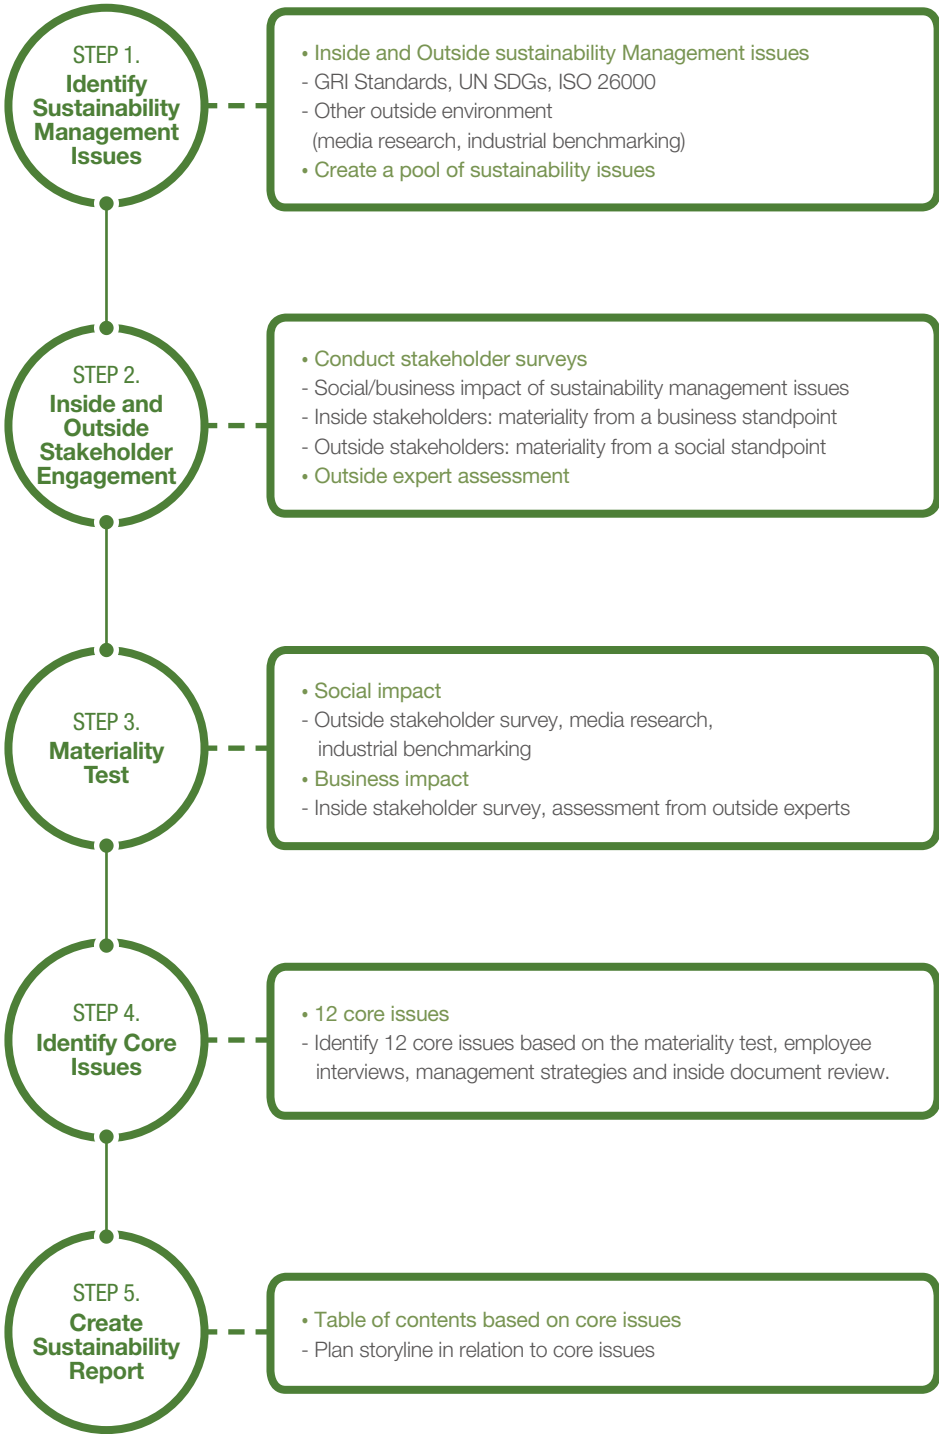 STEP 1.
Identify
Sustainability
Management
Issues
• Inside and Outside sustainability Management issues
- GRI Standards, UN SDGs, ISO 26000
- Other outside environment
(media research, industrial benchmarking)
• Create a pool of sustainability issues
STEP 2.
Inside and
Outside
Stakeholder
Engagement
• Conduct stakeholder surveys
- Social/business impact of sustainability management issues
- Inside stakeholders: materiality from a business standpoint
- Outside stakeholders: materiality from a social standpoint
• Outside expert assessment
STEP 3.
Materiality
Test
• Social impact
- Outside stakeholder survey, media research,
industrial benchmarking
• Business impact
- Inside stakeholder survey, assessment from outside experts
STEP 4.
Identify Core
Issues
• 12 core issues
- Identify 12 core issues based on the materiality test, employee
interviews, management strategies and inside document review.
STEP 5.
Create
Sustainability
Report
• Table of contents based on core issues
- Plan storyline in relation to core issues